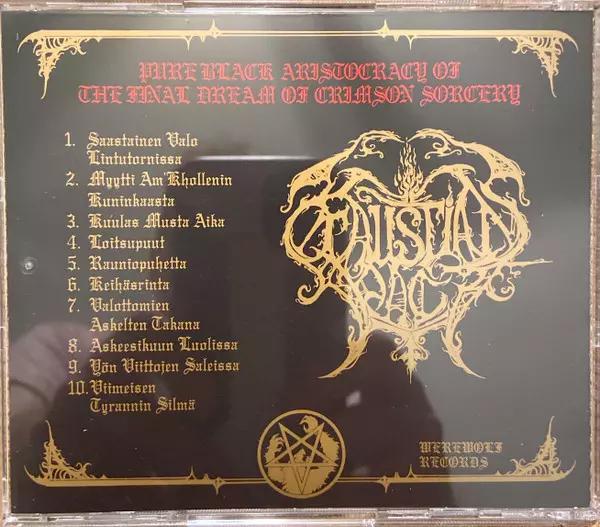 PURE BLACK ARISTOCRACY OF
THE FINAL DREAM OF CRIMSON SORCERY
1. Saastainen Valo
Lintutornissa
2. Myytti Am'Khollenin
Kuninkaasta
3. Kuulas Musta Aika
4. Loitsupuut
5. Rauniopuhetta
6. Keihäsrinta
7. Valottomien
Askelten Takana
8. Askeesikuun Luolissa
9. Yön Viittojen Saleissa
10. Viimeisen
Tyrannin Silmä
FAUSTIAN
PACT
WEREWOLF
RECORDS